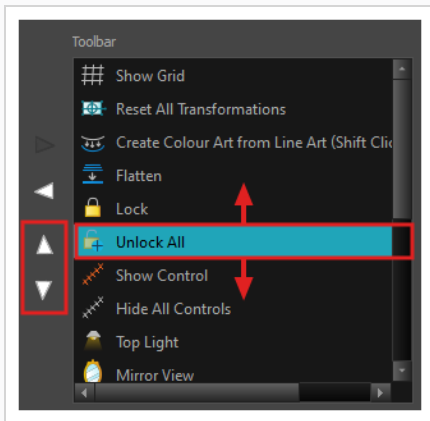 Toolbar
Show Grid
Reset All Transformations
Create Colour Art from Line Art (Shift Clic
Flatten
Lock
Unlock All
Show Control
Hide All Controls
Top Light
Mirror View